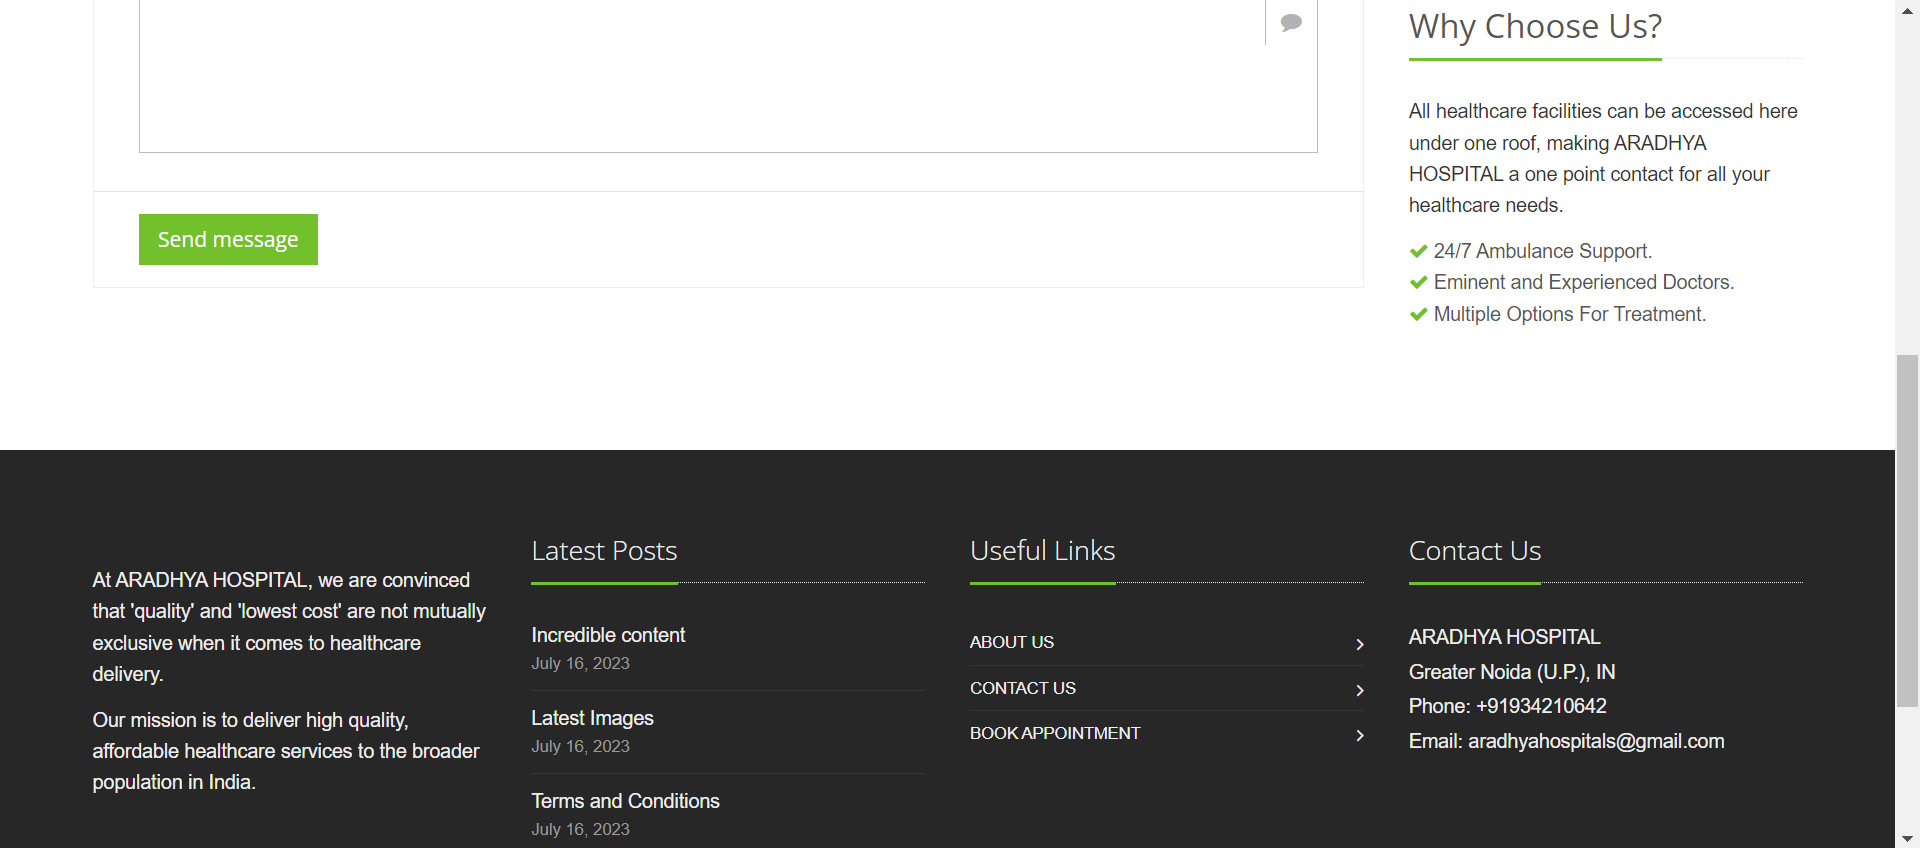 Why Choose Us?
All healthcare facilities can be accessed here
under one roof, making ARADHYA
HOSPITAL a one point contact for all your
healthcare needs.
24/7 Ambulance Support.
Eminent and Experienced Doctors.
Multiple Options For Treatment.
Send message
At ARADHYA HOSPITAL, we are convinced
that 'quality' and 'lowest cost' are not mutually
exclusive when it comes to healthcare
delivery.
Our mission is to deliver high quality,
affordable healthcare services to the broader
population in India.
Latest Posts
Incredible content
July 16, 2023
Latest Images
July 16, 2023
Terms and Conditions
July 16, 2023
Useful Links
ABOUT US
CONTACT US
BOOK APPOINTMENT
Contact Us
ARADHYA HOSPITAL
Greater Noida (U.P.), IN
Phone: +91934210642
Email: aradhyahospitals@gmail.com